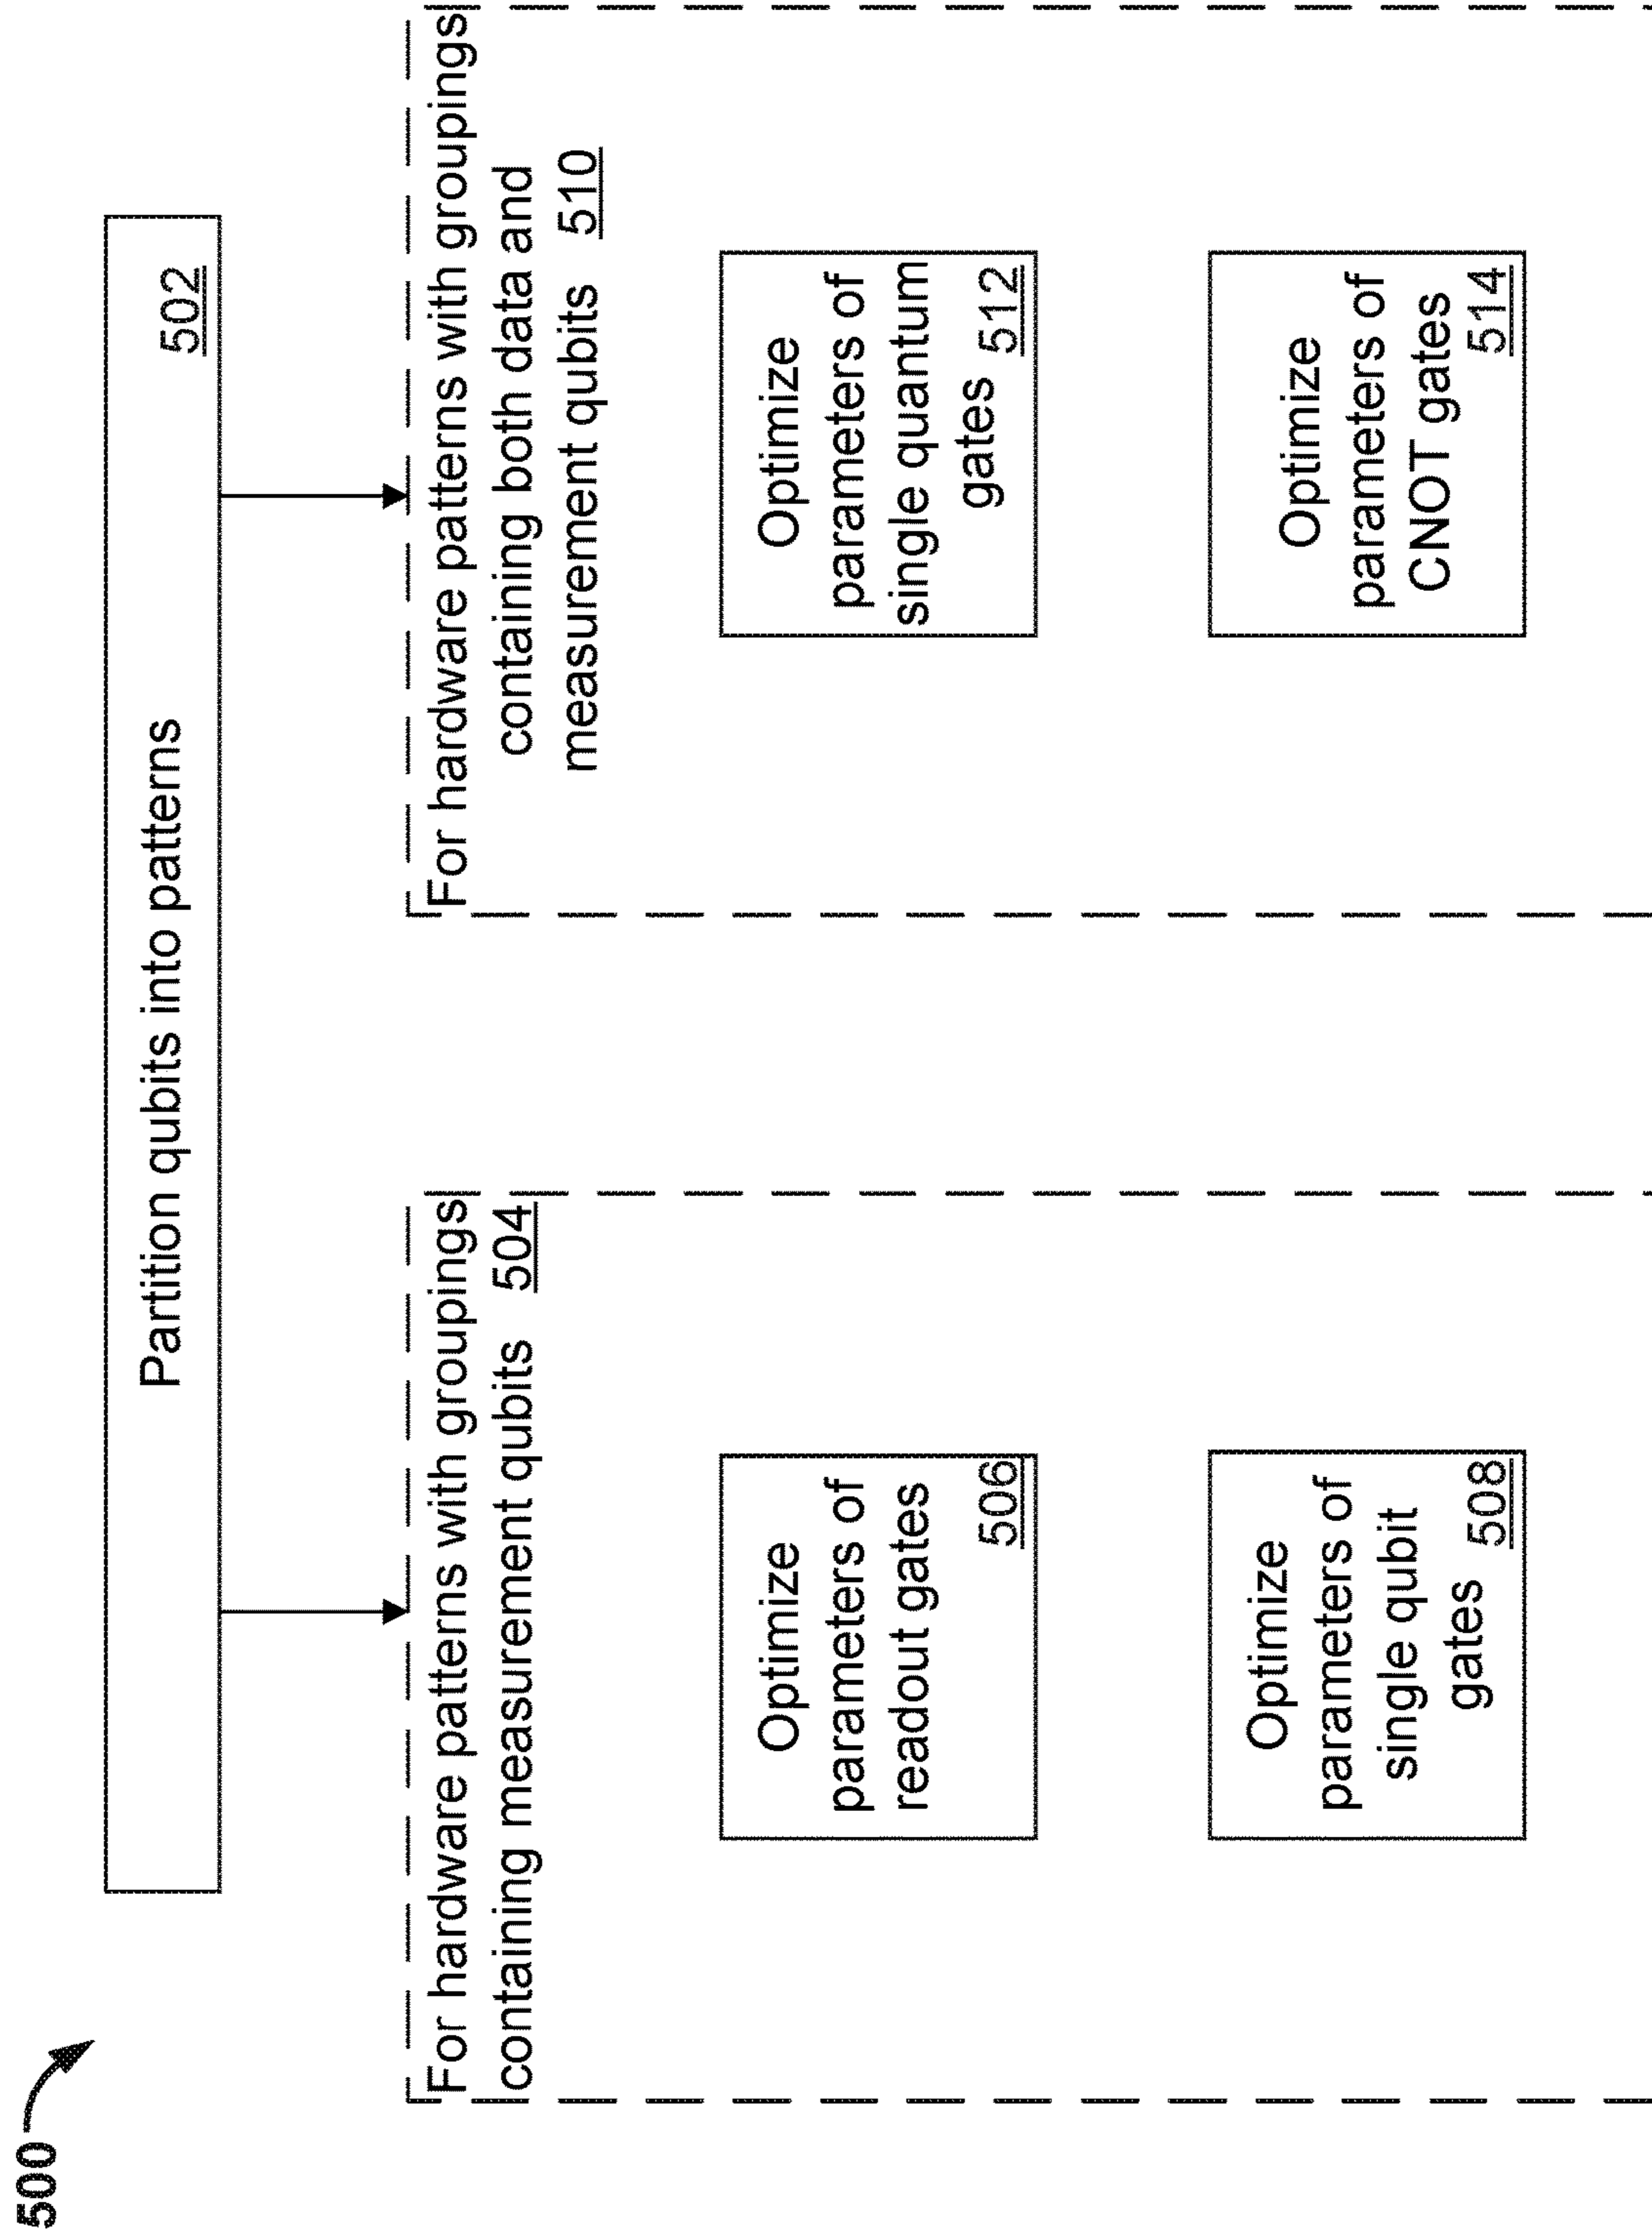 500
Partition qubits into patterns
502
For hardware patterns with groupings
containing measurement qubits 504
Optimize
parameters of
readout gates
506
Optimize
parameters of
single qubit
gates 508
For hardware patterns with groupings
containing both data and
measurement qubits 510
Optimize
parameters of
single quantum
gates 512
Optimize
parameters of
CNOT gates
514